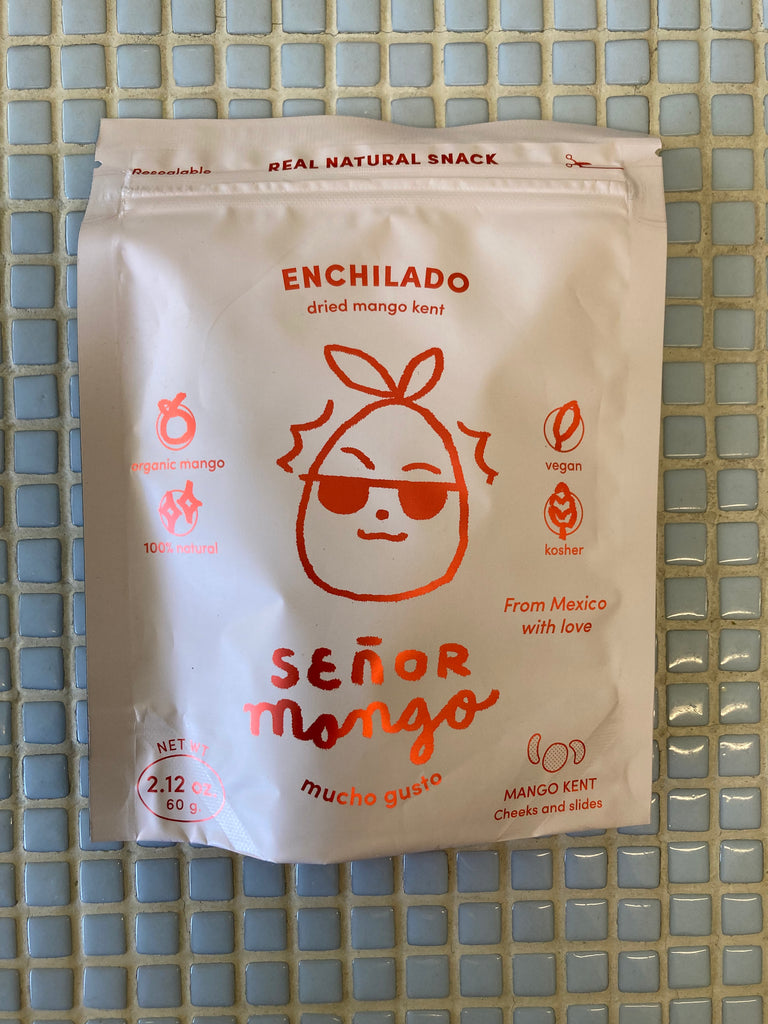 Resealable
REAL NATURAL SNACK
ENCHILADO
dried mango kent
organic mango
100% natural
vegan
kosher
From Mexico
with love
SEÑOR
mango
mucho gusto
NET WT
2.12 oz.
60 g.
MANGO KENT
Cheeks and slides